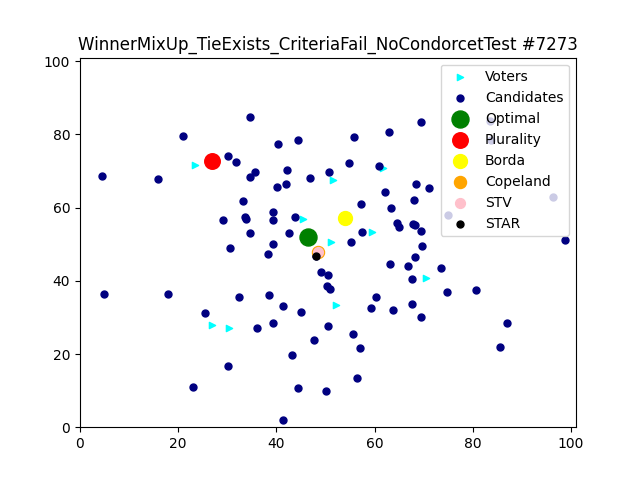 WinnerMixUp_TieExists_CriteriaFail_NoCondorcetTest #7273
100
80
60
40
20
0
0 20 40 60 80 100
Voters
Candidates
Optimal
Plurality
Borda
Copeland
STV
STAR